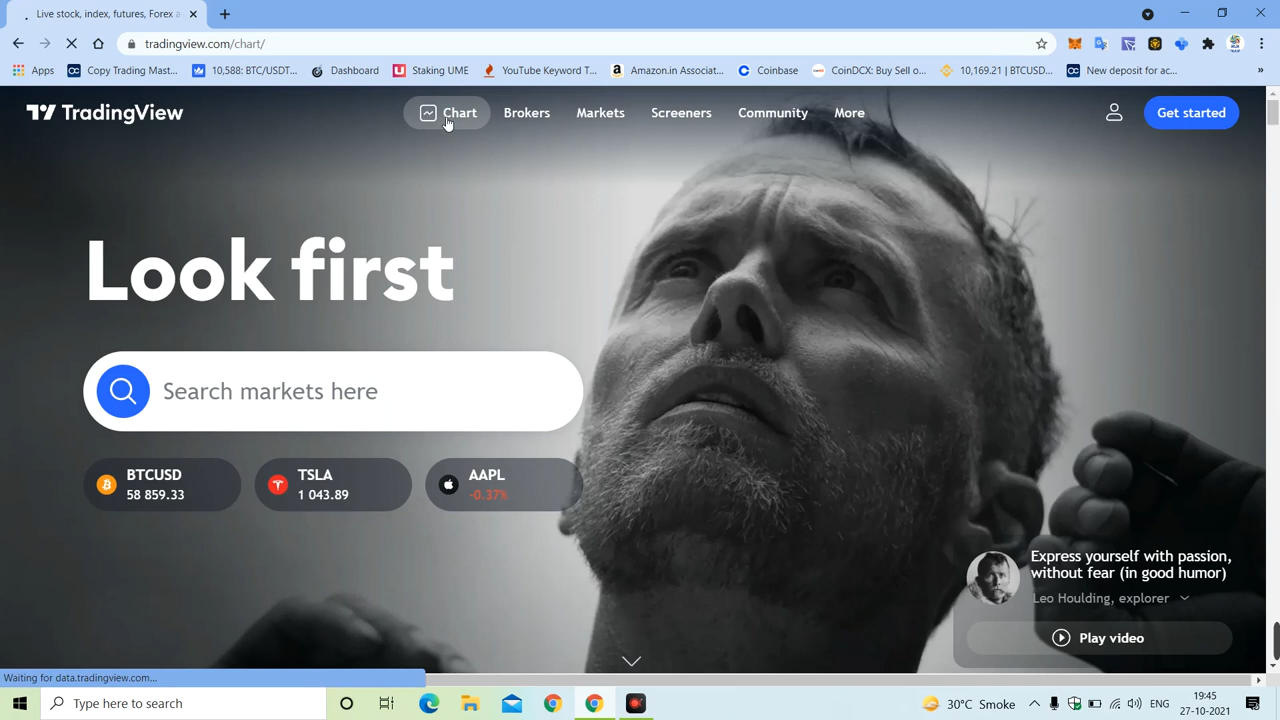 Live stock, index, futures, Forex a
tradingview.com/chart/
Apps
Copy Trading Mast...
10,588: BTC/USDT...
Dashboard
Staking UME
YouTube Keyword T...
Amazon.in Associat...
Coinbase
CoinDCX: Buy Sell o...
10,169.21 | BTCUSD...
New deposit for ac...
»
TradingView
Chart
Brokers
Markets
Screeners
Community
More
Get started
Look first
Search markets here
BTCUSD
58 859.33
TSLA
1 043.89
AAPL
-0.37%
Express yourself with passion,
without fear (in good humor)
Leo Houlding, explorer
Play video
Waiting for data.tradingview.com...
Type here to search
30°C Smoke
ENG
19:45
27-10-2021